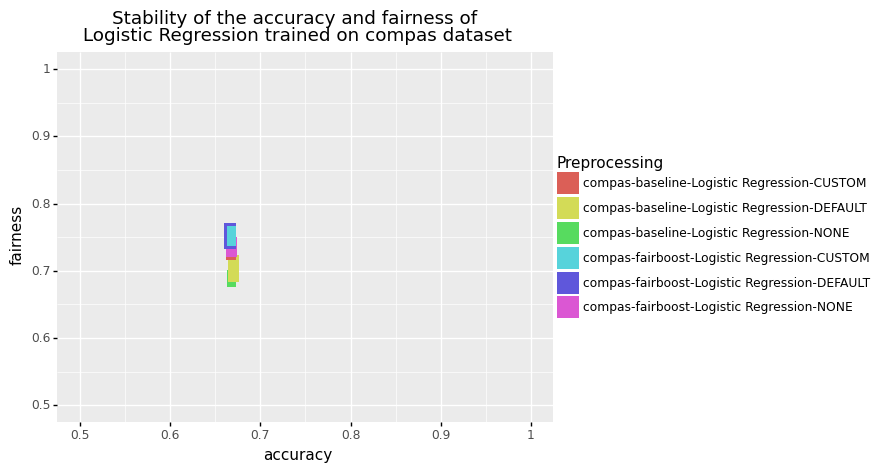 Stability of the accuracy and fairness of
Logistic Regression trained on compas dataset
1
0.9
0.8
0.7
0.6
0.5
fairness
0.5 0.6 0.7 0.8 0.9 1
accuracy
Preprocessing
compas-baseline-Logistic Regression-CUSTOM
compas-baseline-Logistic Regression-DEFAULT
compas-baseline-Logistic Regression-NONE
compas-fairboost-Logistic Regression-CUSTOM
compas-fairboost-Logistic Regression-DEFAULT
compas-fairboost-Logistic Regression-NONE